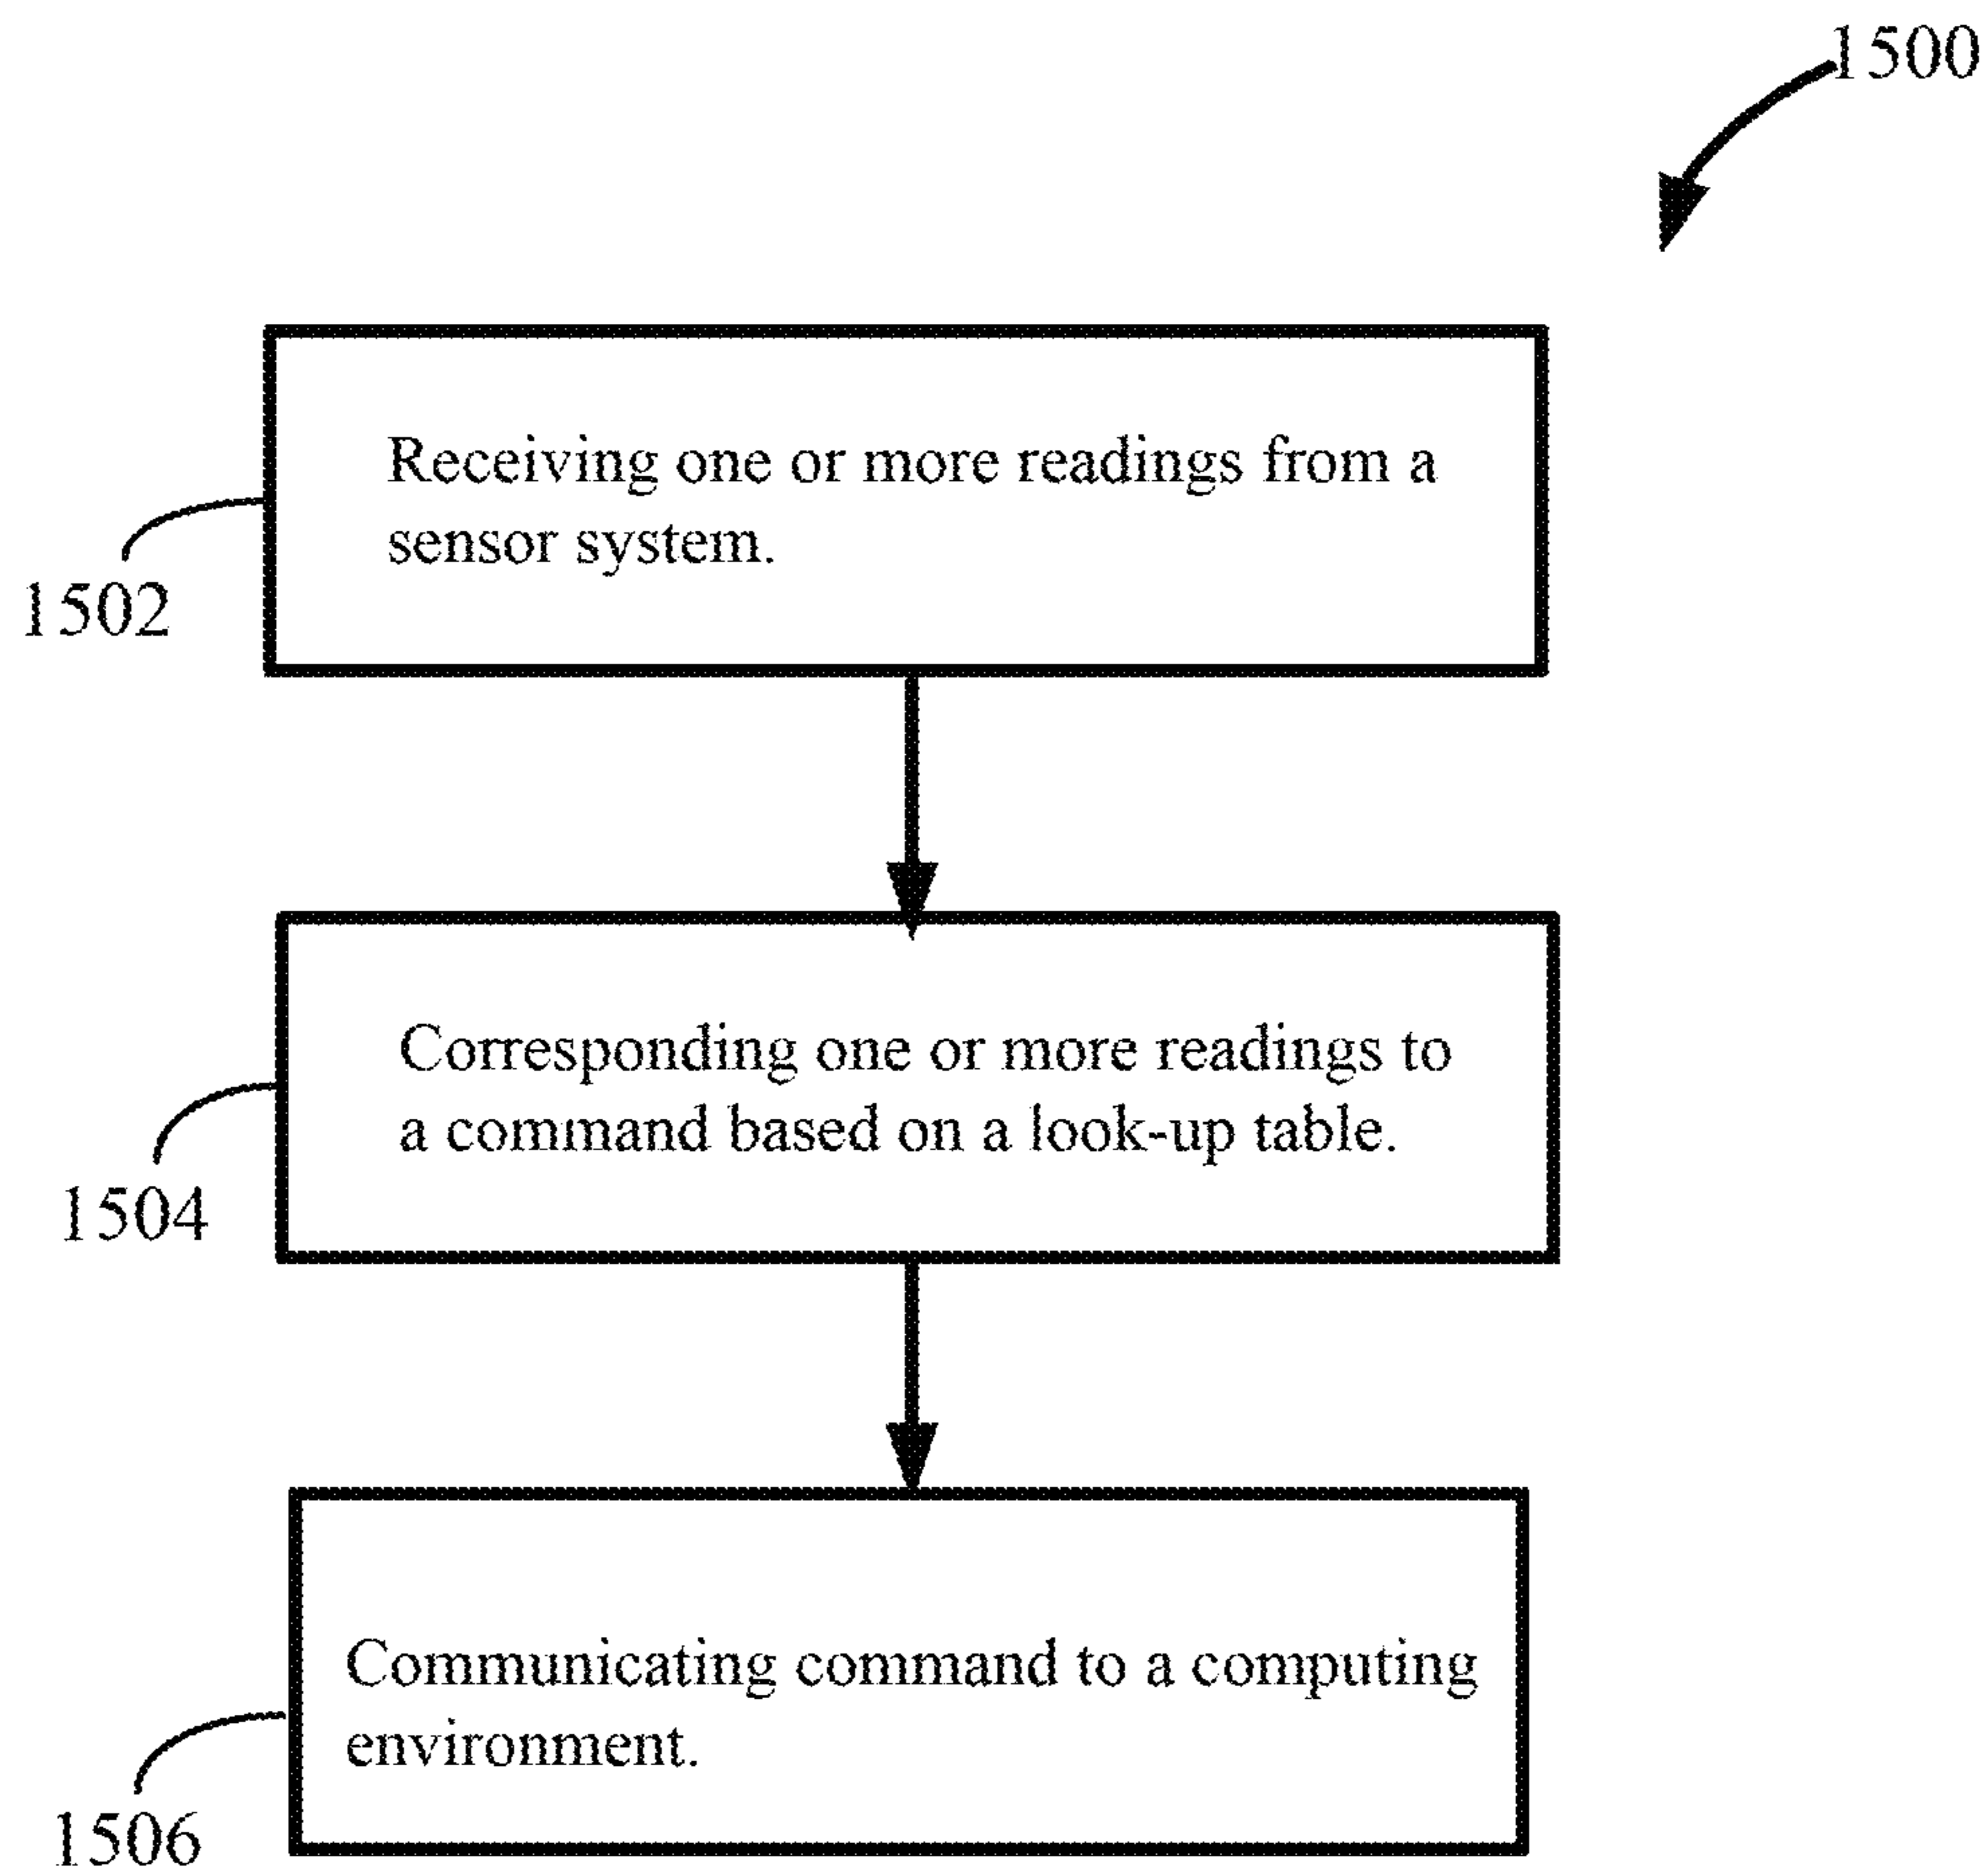 1500
Receiving one or more readings from a
sensor system.
1502
Corresponding one or more readings to
a command based on a look-up table.
1504
Communicating command to a computing
environment.
1506